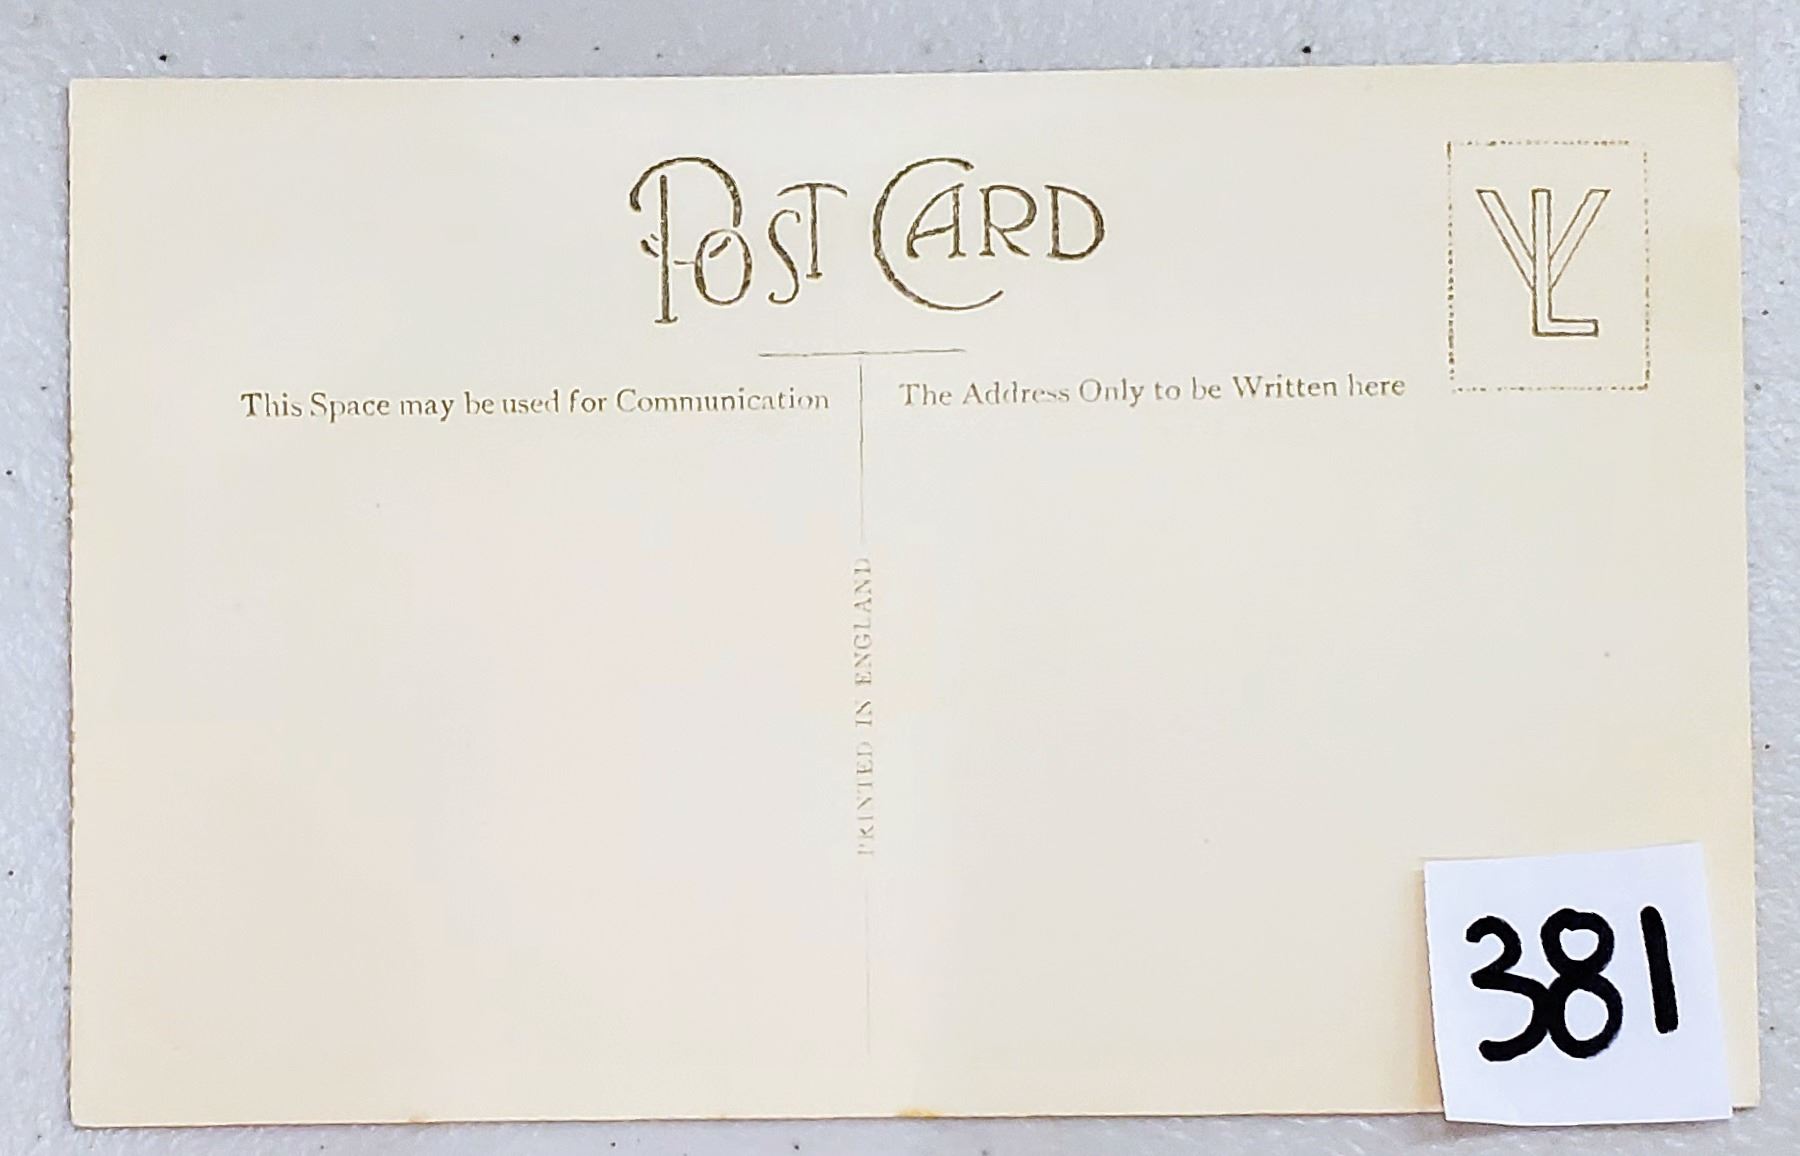 POST CARD
VL
This Space may be used for Communication
The Address Only to be Written here
PRINTED IN ENGLAND
381